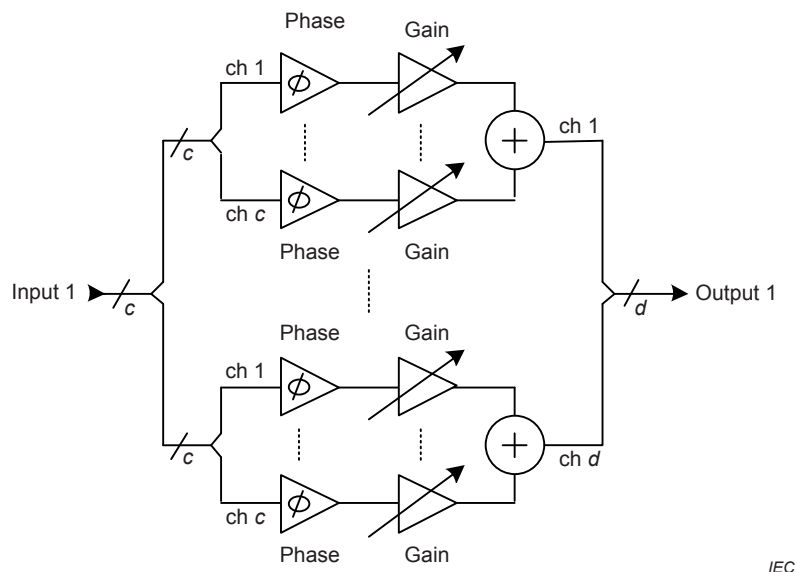 Phase
Gain
ch 1
ϕ
c
+
ch 1
ch c
ϕ
Phase
Gain
Input 1
c
d
Output 1
Phase
Gain
ch 1
ϕ
c
+
ch d
ch c
ϕ
Phase
Gain
IEC